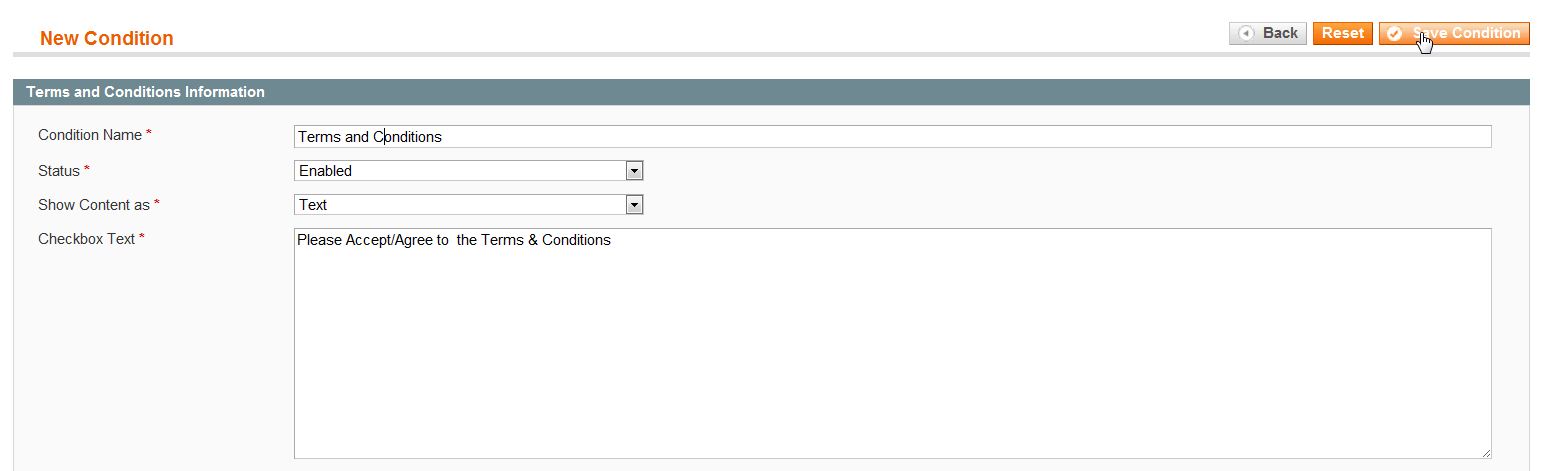 New Condition
Back
Reset
Save Condition
Terms and Conditions Information
Condition Name *
Terms and Conditions
Status *
Enabled
Show Content as *
Text
Checkbox Text *
Please Accept/Agree to  the Terms & Conditions